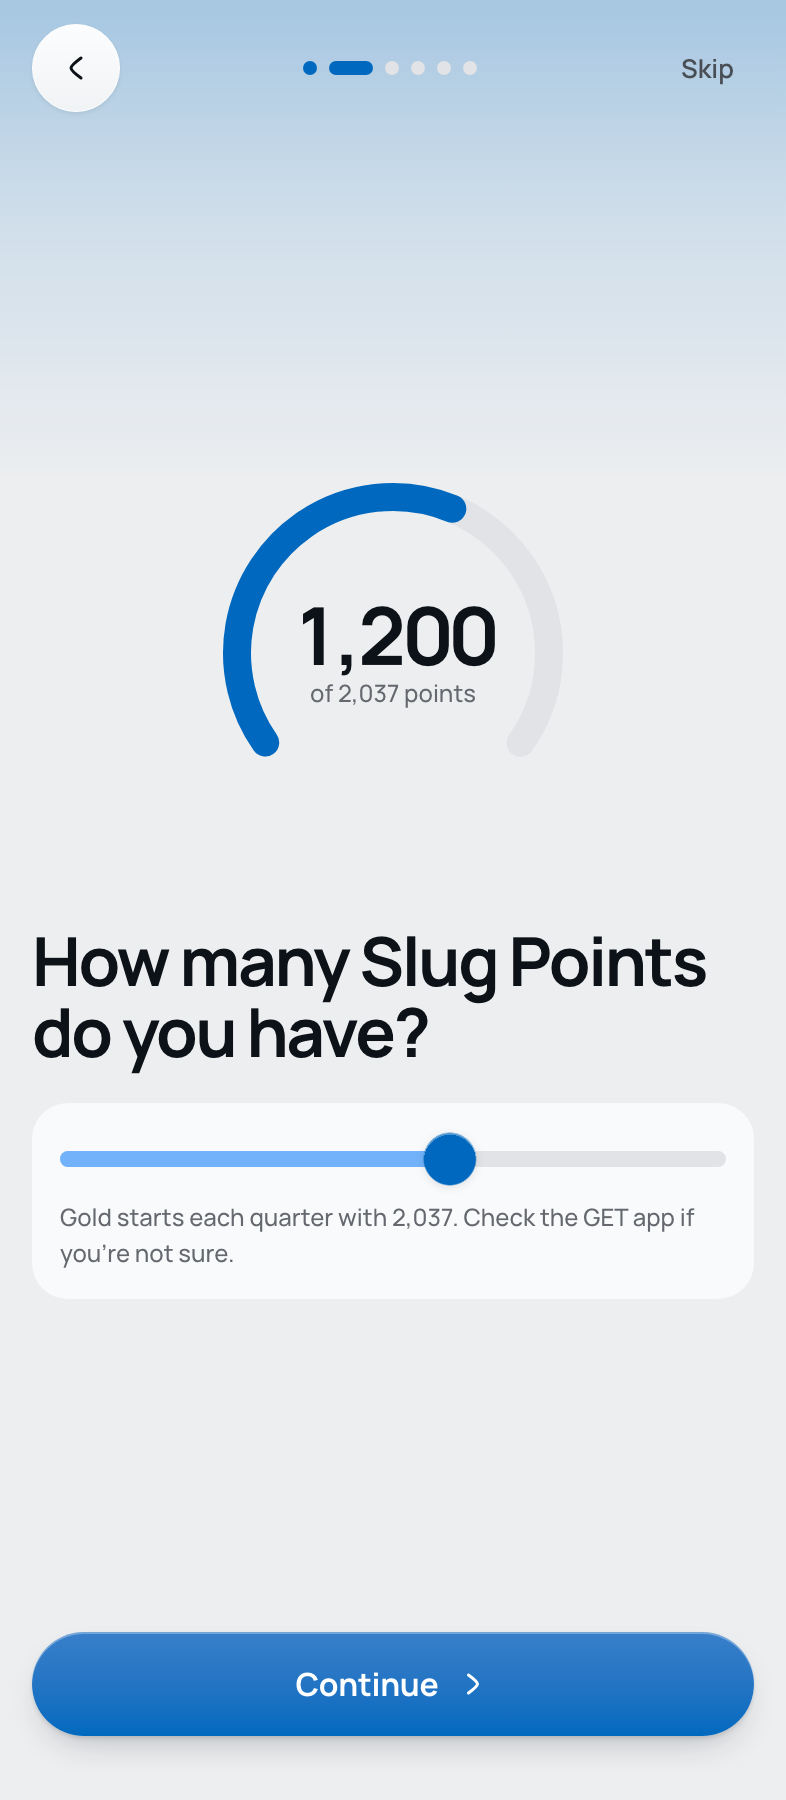 Skip
1,200
of 2,037 points
How many Slug Points
do you have?
Gold starts each quarter with 2,037. Check the GET app if
you're not sure.
Continue